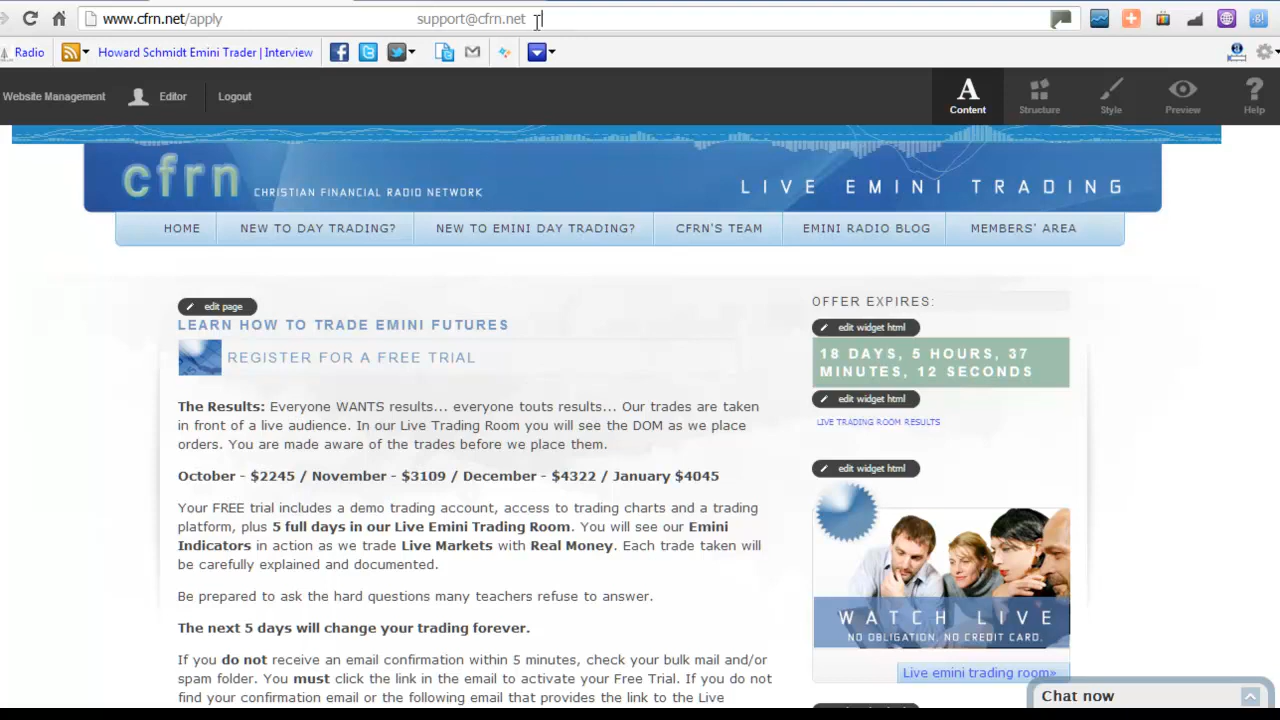 www.cfrn.net/apply support@cfrn.net
Radio Howard Schmidt Emini Trader | Interview
Website Management Editor Logout Content Structure Style Preview Help
cfrn CHRISTIAN FINANCIAL RADIO NETWORK LIVE EMINI TRADING
HOME NEW TO DAY TRADING? NEW TO EMINI DAY TRADING? CFRN'S TEAM EMINI RADIO BLOG MEMBERS' AREA
edit page
LEARN HOW TO TRADE EMINI FUTURES
REGISTER FOR A FREE TRIAL
The Results: Everyone WANTS results... everyone touts results... Our trades are taken
in front of a live audience. In our Live Trading Room you will see the DOM as we place
orders. You are made aware of the trades before we place them.
October - $2245 / November - $3109 / December - $4322 / January $4045
Your FREE trial includes a demo trading account, access to trading charts and a trading
platform, plus 5 full days in our Live Emini Trading Room. You will see our Emini
Indicators in action as we trade Live Markets with Real Money. Each trade taken will
be carefully explained and documented.
Be prepared to ask the hard questions many teachers refuse to answer.
The next 5 days will change your trading forever.
If you do not receive an email confirmation within 5 minutes, check your bulk mail and/or
spam folder. You must click the link in the email to activate your Free Trial. If you do not
find your confirmation email or the following email that provides the link to the Live
OFFER EXPIRES:
edit widget html
18 DAYS, 5 HOURS, 37
MINUTES, 12 SECONDS
edit widget html
LIVE TRADING ROOM RESULTS
edit widget html
WATCH LIVE
NO OBLIGATION, NO CREDIT CARD.
Live emini trading room»
Chat now